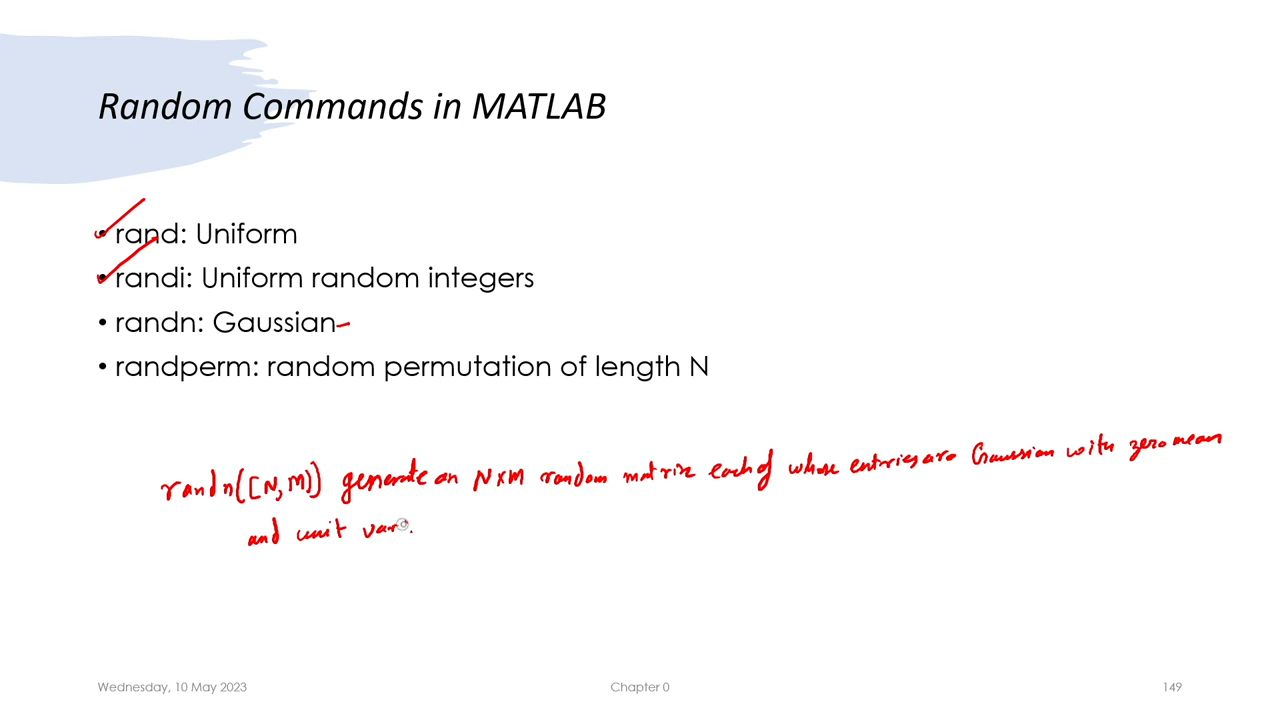 Random Commands in MATLAB
• rand: Uniform
• randi: Uniform random integers
• randn: Gaussian
• randperm: random permutation of length N
randn([N,M]) generate an N×M random matrix each of whose entries are Gaussian with zero mean
and unit var
Wednesday, 10 May 2023 Chapter 0 149